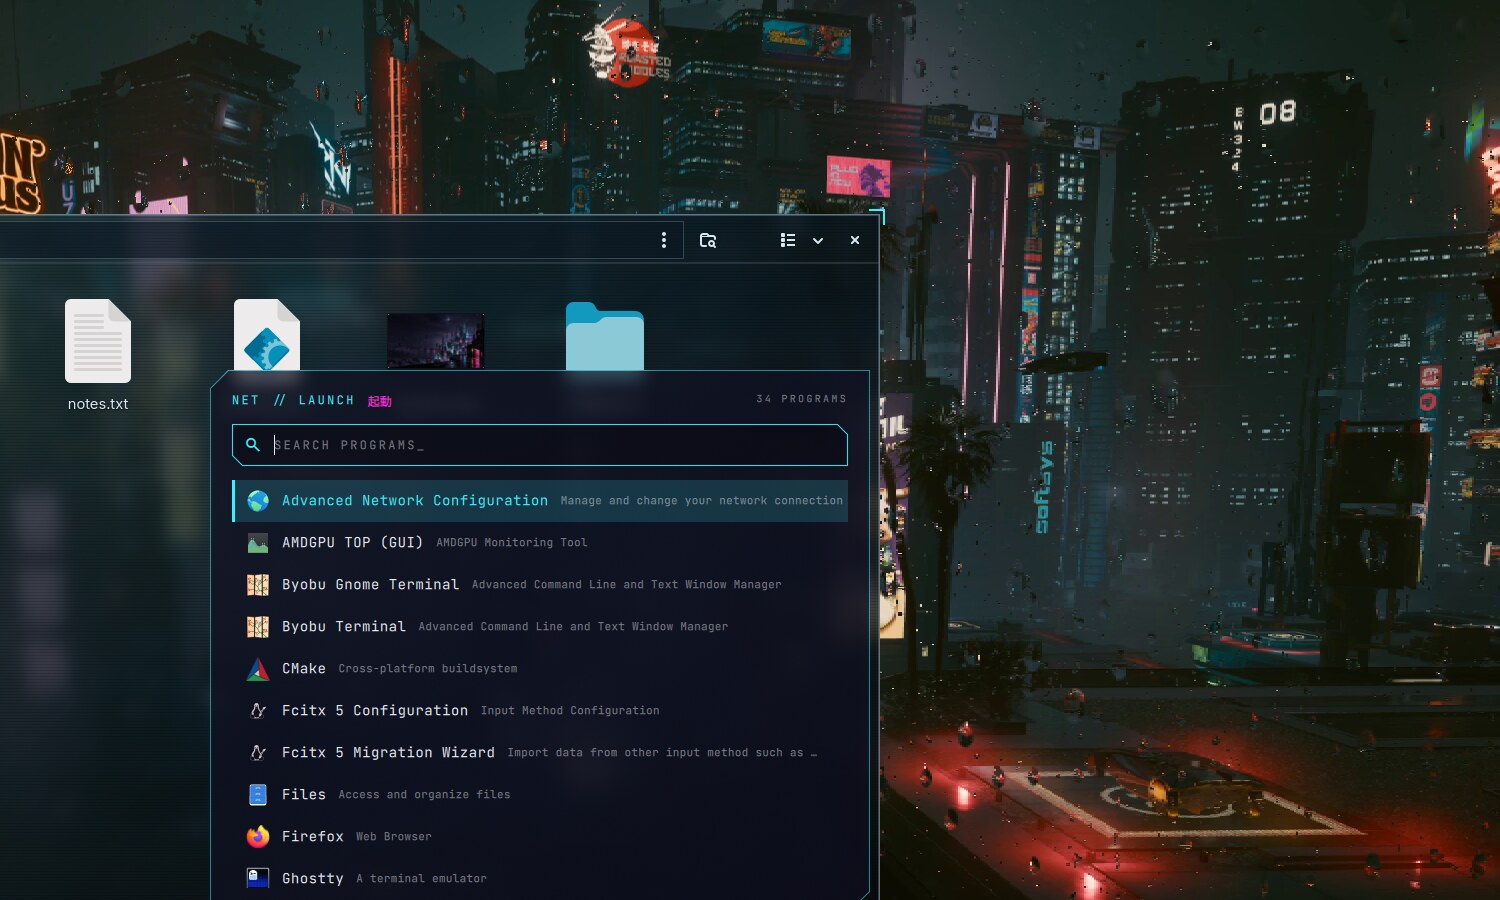 08
BW324
notes.txt
NET // LAUNCH 起動
34 PROGRAMS
SEARCH PROGRAMS_
Advanced Network Configuration Manage and change your network connection
AMDGPU TOP (GUI) AMDGPU Monitoring Tool
Byobu Gnome Terminal Advanced Command Line and Text Window Manager
Byobu Terminal Advanced Command Line and Text Window Manager
CMake Cross-platform buildsystem
Fcitx 5 Configuration Input Method Configuration
Fcitx 5 Migration Wizard Import data from other input method such as …
Files Access and organize files
Firefox Web Browser
Ghostty A terminal emulator
softsys